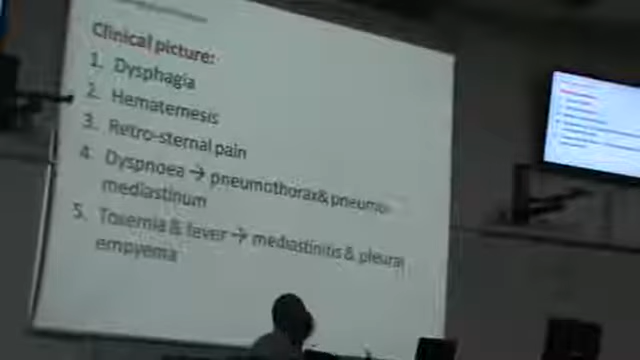 Clinical picture:
1. Dysphagia
2. Hematemesis
3. Retro-sternal pain
4. Dyspnoea → pneumothorax& pneumo-
mediastinum
5. Toxemia & fever → mediastinitis & pleural
empyema